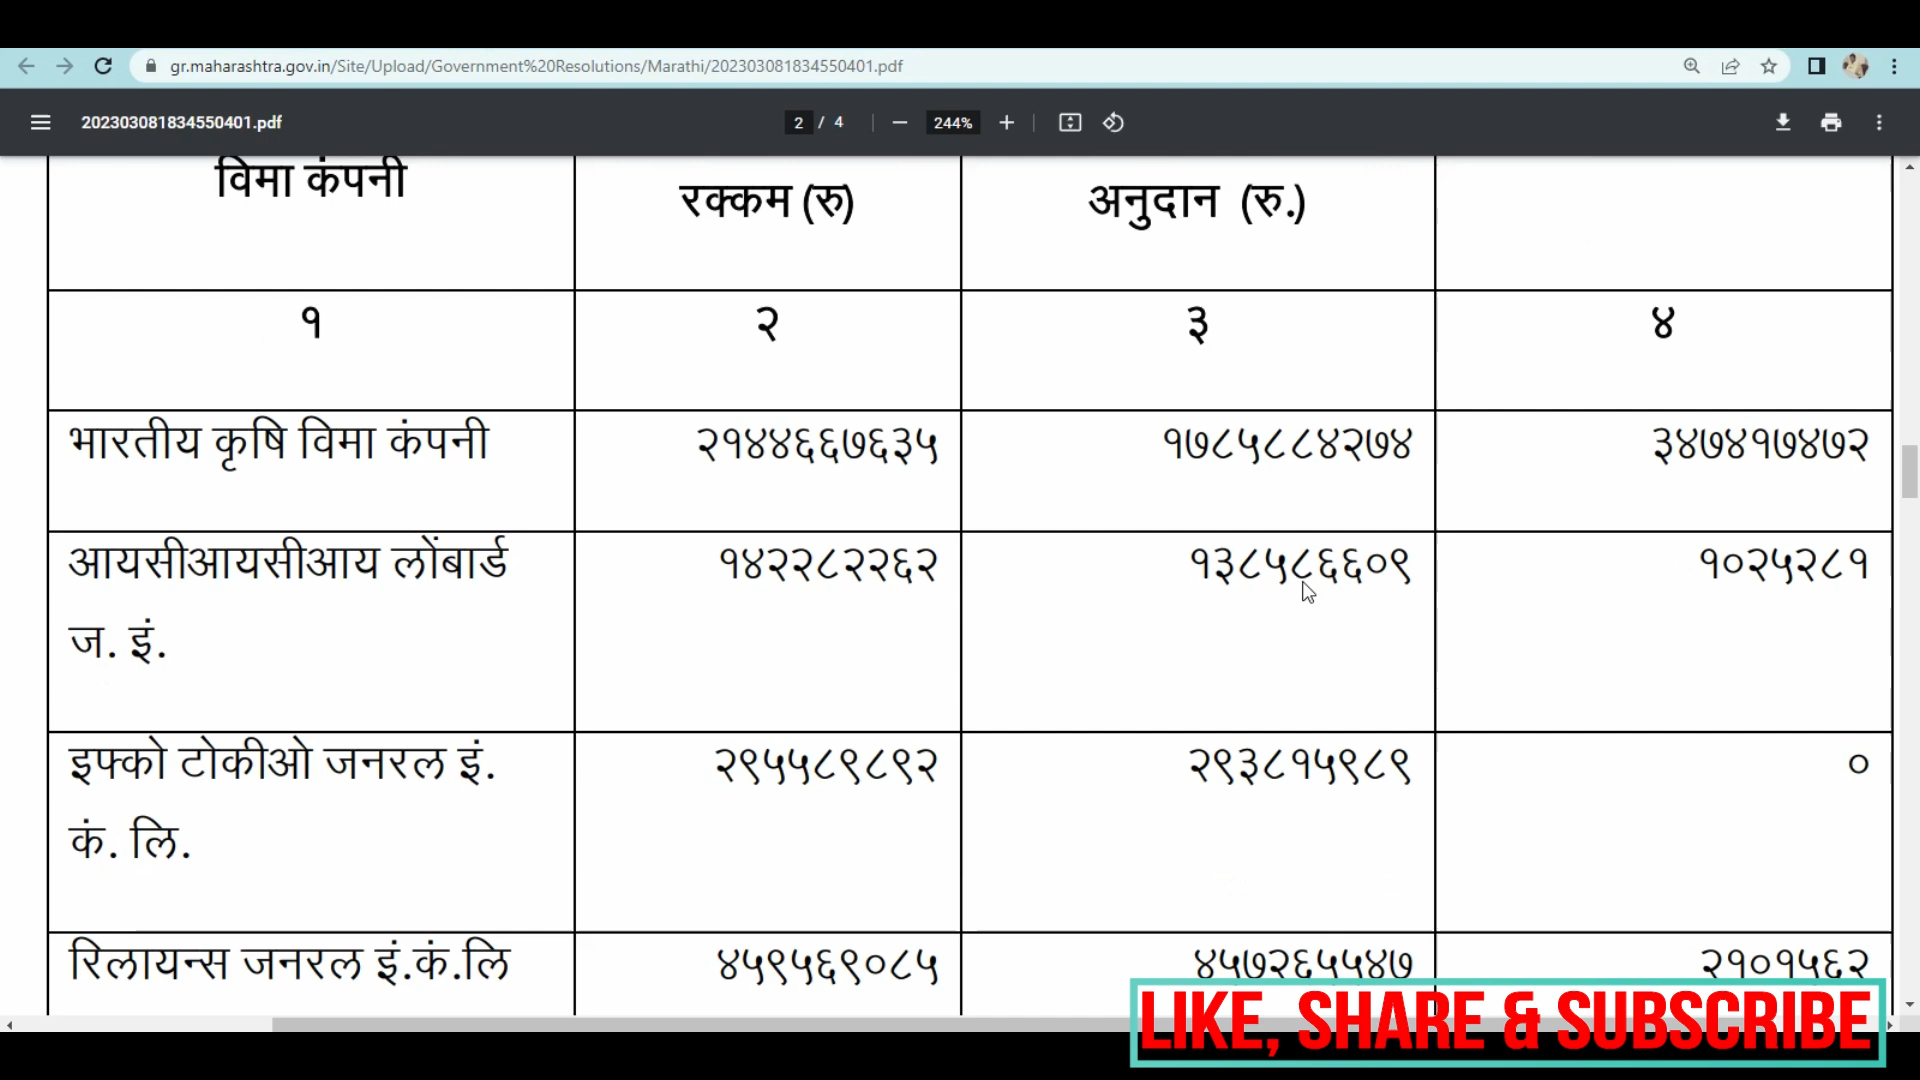 gr.maharashtra.gov.in/Site/Upload/Government%20Resolutions/Marathi/202303081834550401.pdf
202303081834550401.pdf
2 / 4
244%
विमा कंपनी
रक्कम (रु)
अनुदान (रु.)
१ २ ३ ४
भारतीय कृषि विमा कंपनी २१४४६६७६३५ १७८५८८४२७४ ३४७४१७४७२
आयसीआयसीआय लोंबार्ड १४२२८२२६२ १३८५८६६०९ १०२५२८१
ज. इं.
इफ्को टोकीओ जनरल इं. २९५५८९८९२ २९३८१५९८९ ०
कं. लि.
रिलायन्स जनरल इं.कं.लि ४५९५६९०८५ ४५७२६५५४७ २१०१५६२
LIKE, SHARE & SUBSCRIBE